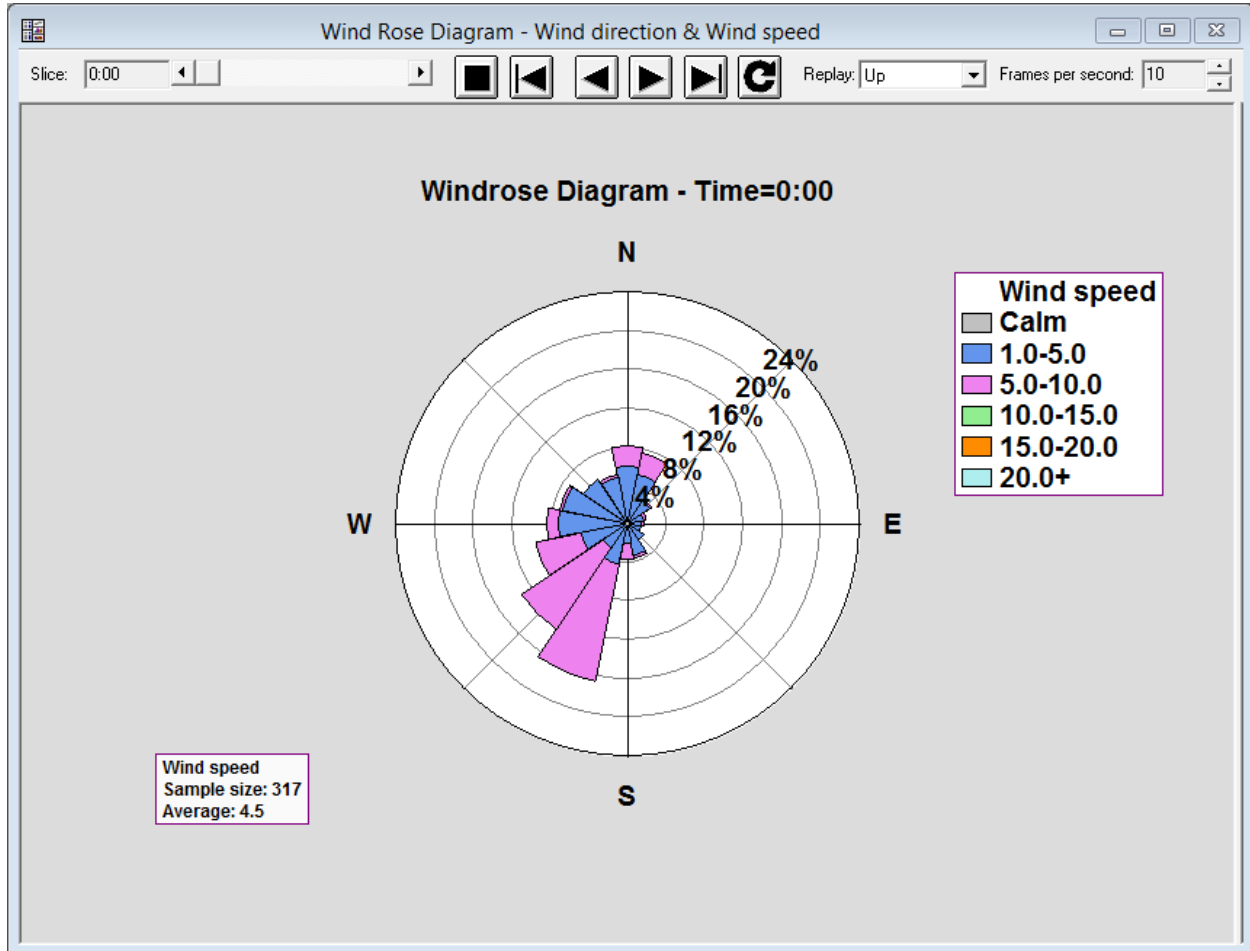 Wind Rose Diagram - Wind direction & Wind speed
Slice: 0:00 Replay: Up Frames per second: 10
Windrose Diagram - Time=0:00
N
Wind speed
Calm
1.0-5.0
5.0-10.0
10.0-15.0
15.0-20.0
20.0+
24%
20%
16%
12%
8%
4%
W
E
S
Wind speed
Sample size: 317
Average: 4.5